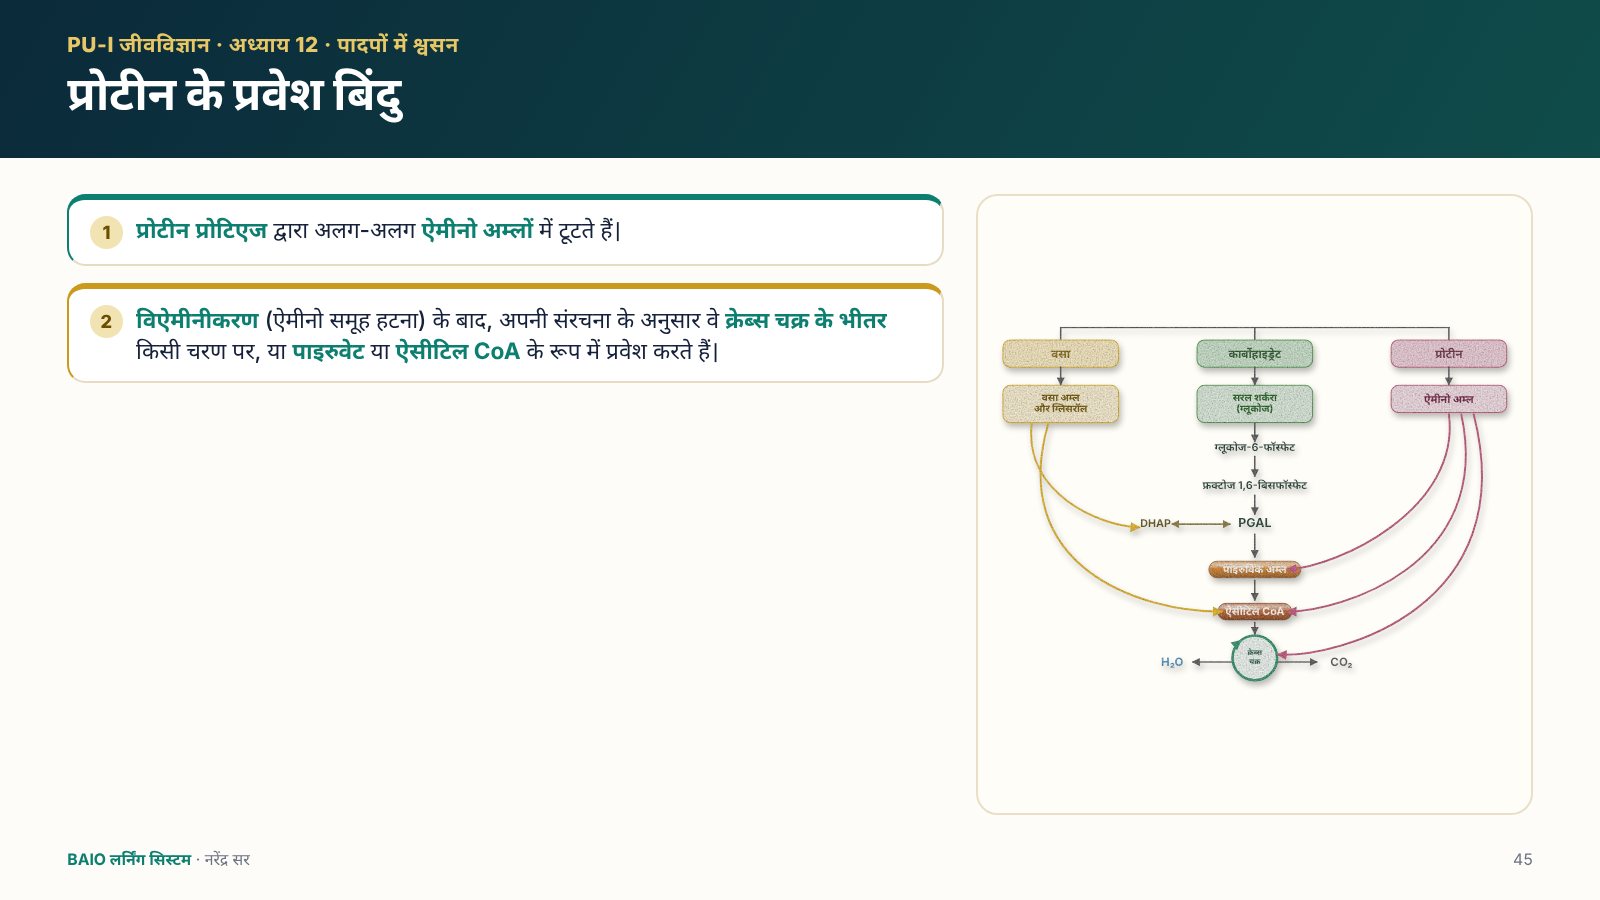 PU-I जीवविज्ञान · अध्याय 12 · पादपों में श्वसन
प्रोटीन के प्रवेश बिंदु
1 प्रोटीन प्रोटिएज द्वारा अलग-अलग ऐमीनो अम्लों में टूटते हैं|
2 विऐमीनीकरण (ऐमीनो समूह हटना) के बाद, अपनी संरचना के अनुसार वे क्रेब्स चक्र के भीतर
किसी चरण पर, या पाइरुवेट या ऐसीटिल CoA के रूप में प्रवेश करते हैं|
वसा
कार्बोहाइड्रेट
प्रोटीन
वसा अम्ल
और ग्लिसरॉल
सरल शर्करा
(ग्लूकोज)
ऐमीनो अम्ल
ग्लूकोज-6-फॉस्फेट
फ्रक्टोज 1,6-बिसफॉस्फेट
DHAP
PGAL
पाइरुविक अम्ल
ऐसीटिल CoA
क्रेब्स
चक्र
H₂O
CO₂
BAIO लर्निंग सिस्टम · नरेंद्र सर
45